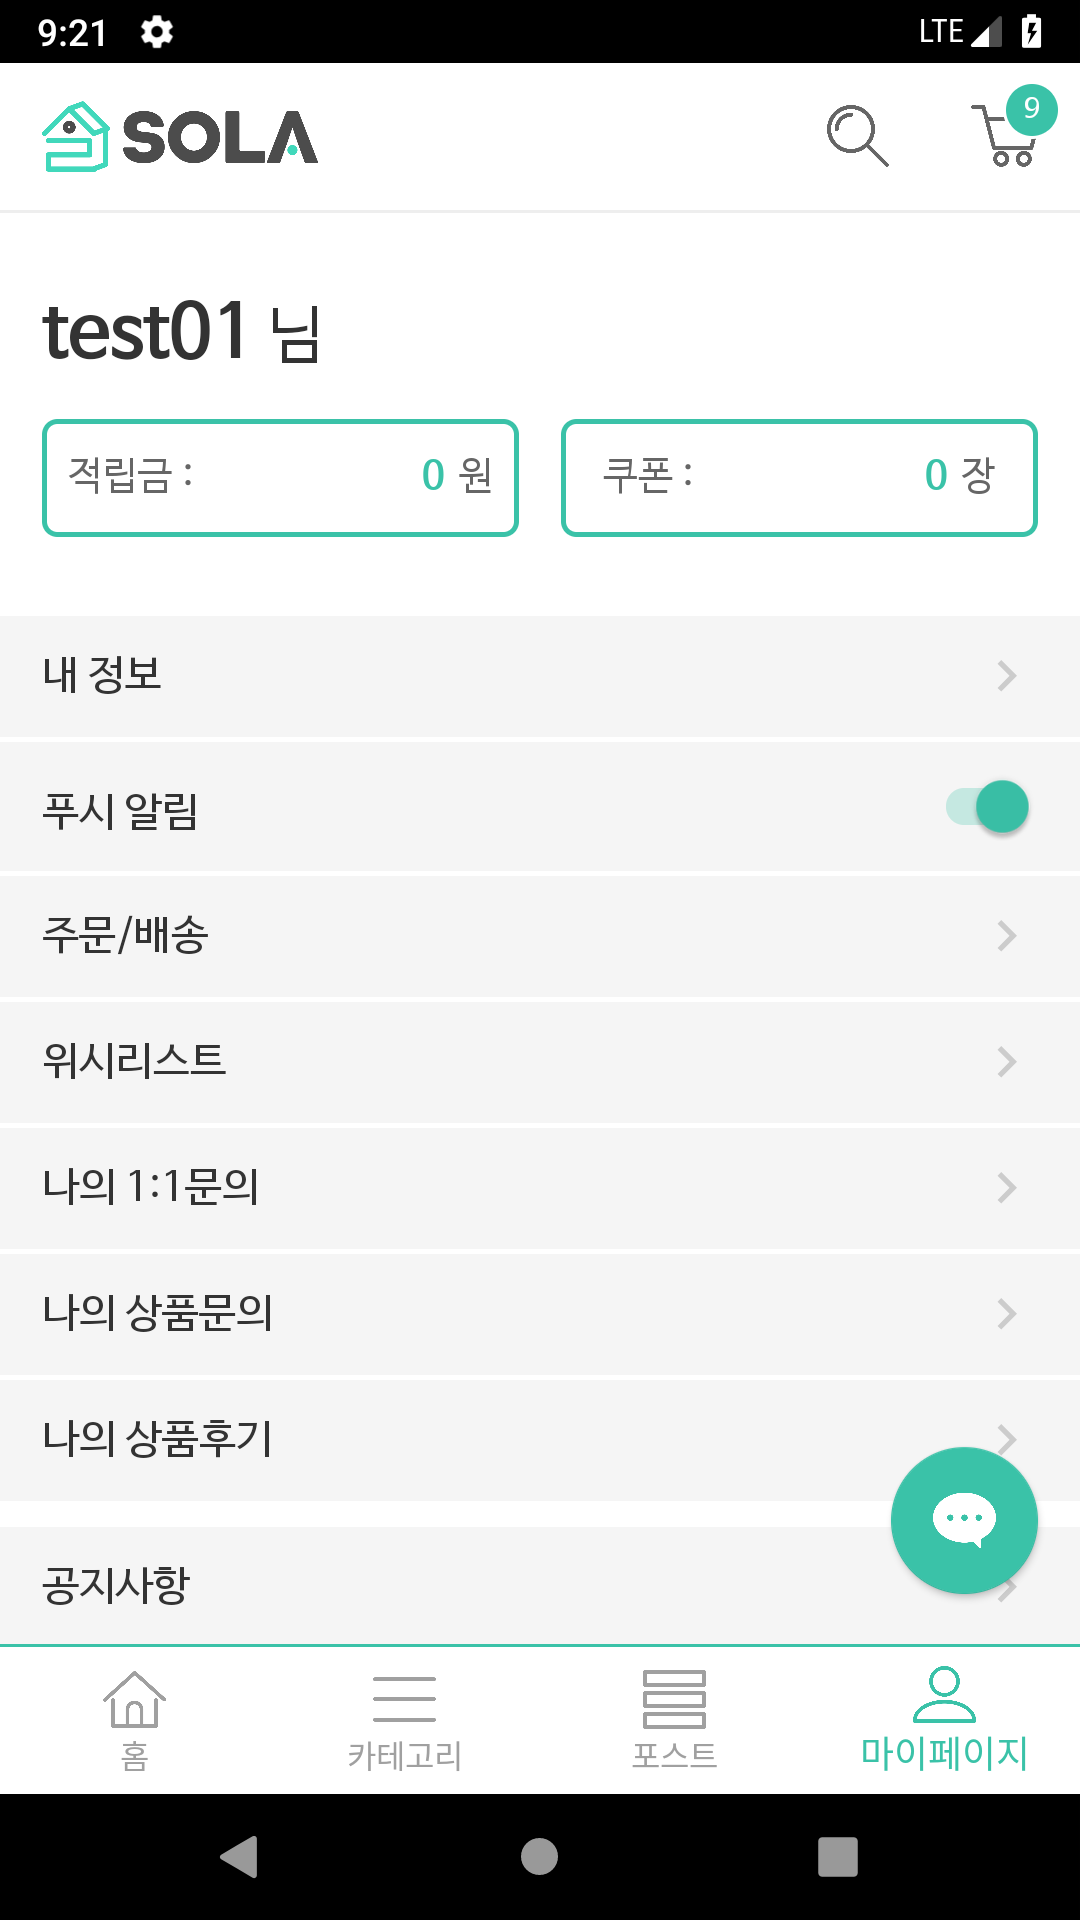 9:21
LTE
SOLA
9
test01 님
적립금 : 0 원
쿠폰 : 0 장
내 정보
푸시 알림
주문/배송
위시리스트
나의 1:1문의
나의 상품문의
나의 상품후기
공지사항
홈
카테고리
포스트
마이페이지